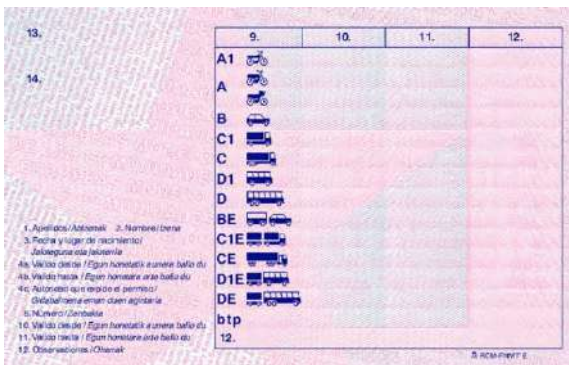 13.
14.
9. 10. 11. 12.
A1
A
B
C1
C
D1
D
BE
C1E
CE
D1E
DE
btp
12.
1. Apellidos/Abizenak 2. Nombre/Izena
3. Fecha y lugar de nacimiento/
Jaioteguna eta jaioterria
4a. Válido desde / Egun honetatik aurrera balio du
4b. Válido hasta / Egun honetara arte balio du
4c. Autoridad que expide el permiso/
Gidabaimena eman duen agintaria
5. Número/Zenbakia
10. Válido desde / Egun honetatik aurrera balio du
11. Válido hasta / Egun honetara arte balio du
12. Observaciones /Oharrak